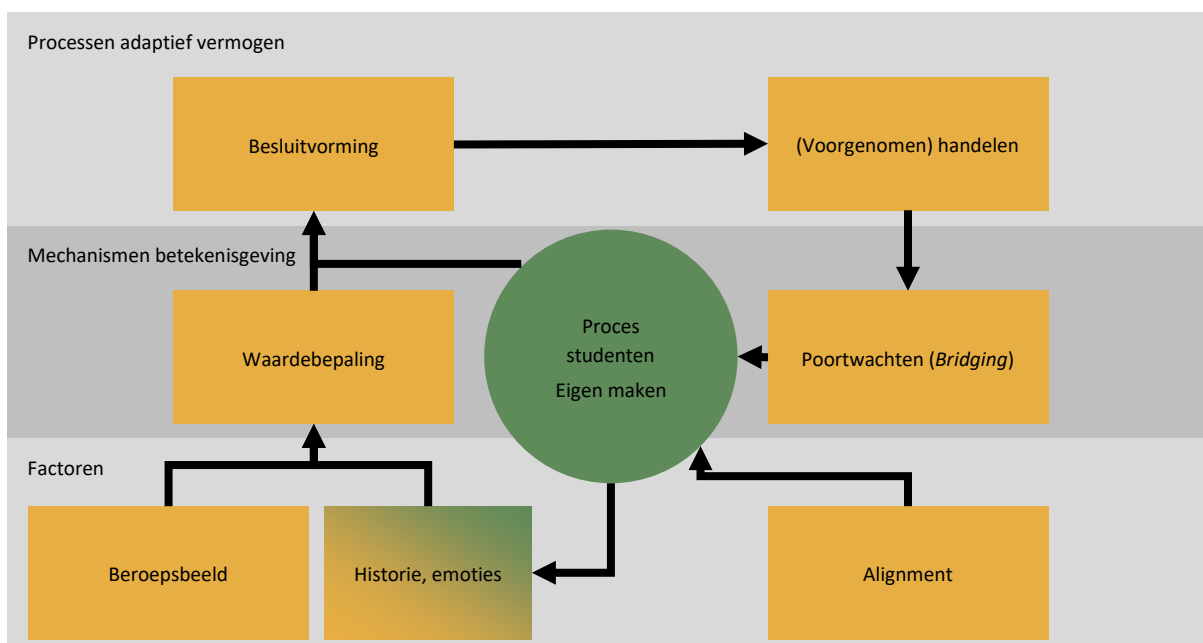 Processen adaptief vermogen
Besluitvorming
(Voorgenomen) handelen
Mechanismen betekenisgeving
Waardebepaling
Proces
studenten
Eigen maken
Poortwachten (Bridging)
Factoren
Beroepsbeeld
Historie, emoties
Alignment